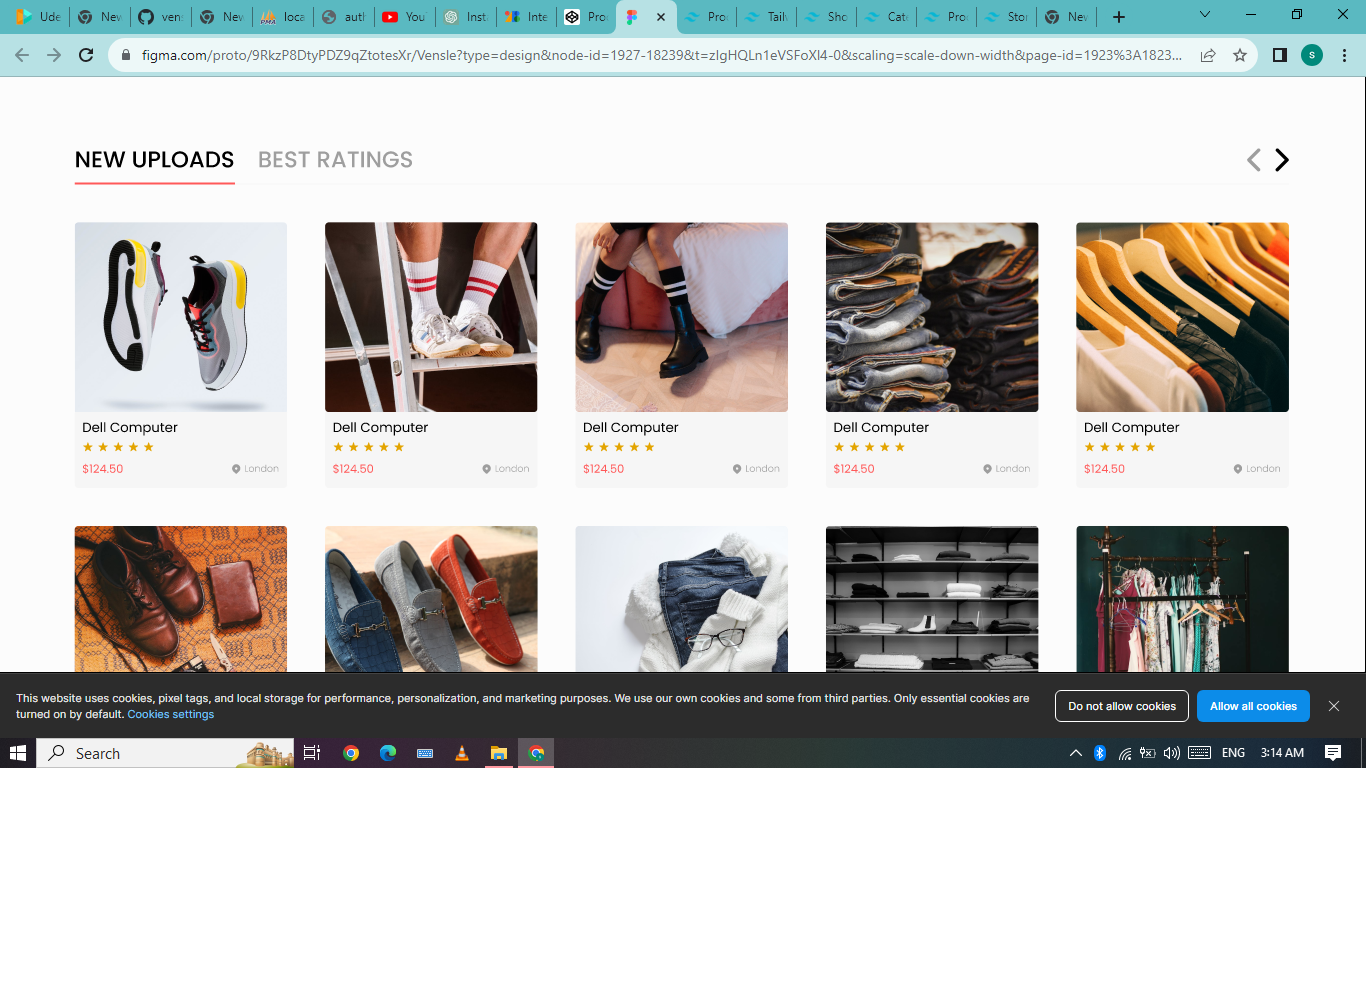 Ude
New
ven
New
loca
auth
You
Inst
Inte
Pro
Pro
Tail
Sho
Cat
Pro
Stor
New
figma.com/proto/9RkzP8DtyPDZ9qZtotesXr/Vensle?type=design&node-id=1927-18239&t=zIgHQLn1eVSFoXl4-0&scaling=scale-down-width&page-id=1923%3A1823...
S
NEW UPLOADS BEST RATINGS
Dell Computer Dell Computer Dell Computer Dell Computer Dell Computer
$124.50 London $124.50 London $124.50 London $124.50 London $124.50 London
This website uses cookies, pixel tags, and local storage for performance, personalization, and marketing purposes. We use our own cookies and some from third parties. Only essential cookies are
turned on by default. Cookies settings
Do not allow cookies Allow all cookies
Search ENG 3:14 AM